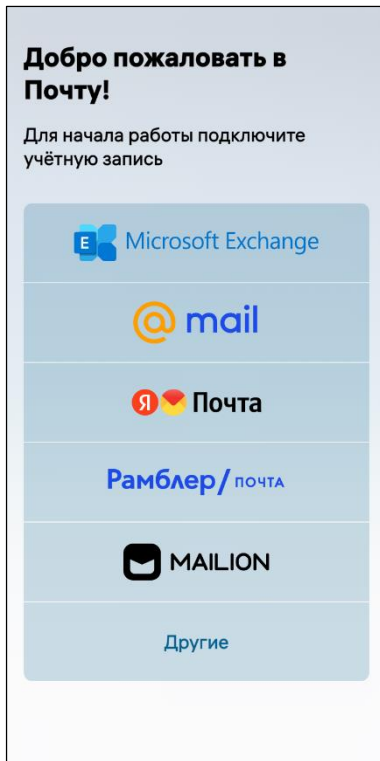 Добро пожаловать в
Почту!
Для начала работы подключите
учётную запись
E Microsoft Exchange
@ mail
Я Почта
Рамблер/ ПОЧТА
MAILION
Другие